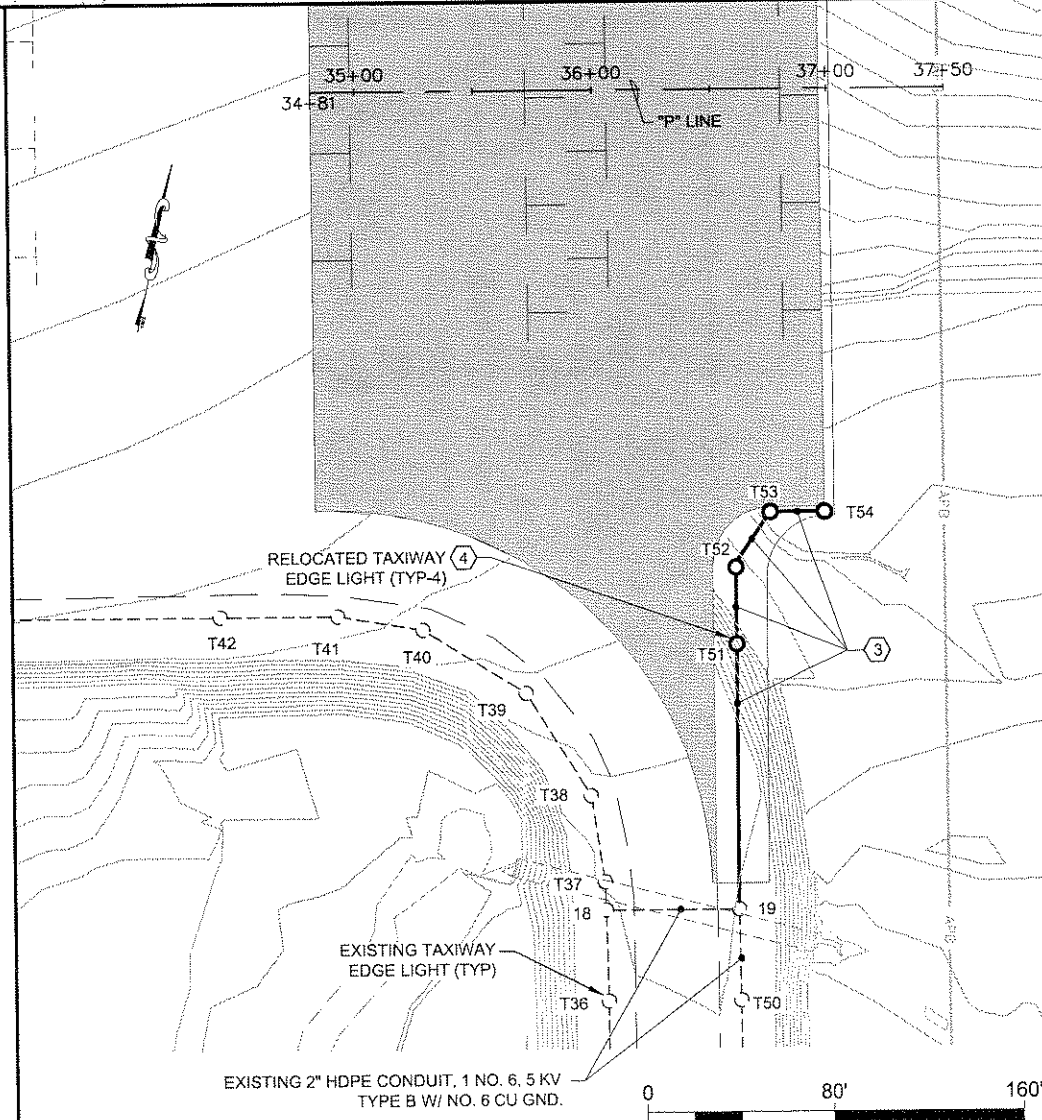 35+00
36+00
37+00
37+50
34+81
"P" LINE
T53
T54
RELOCATED TAXIWAY 4
EDGE LIGHT (TYP-4)
T52
T42
T41
T40
T51
3
T39
T38
T37
18
19
EXISTING TAXIWAY
EDGE LIGHT (TYP)
T36
T50
EXISTING 2" HDPE CONDUIT, 1 NO. 6, 5 KV
TYPE B W/ NO. 6 CU GND.
0
80'
160'